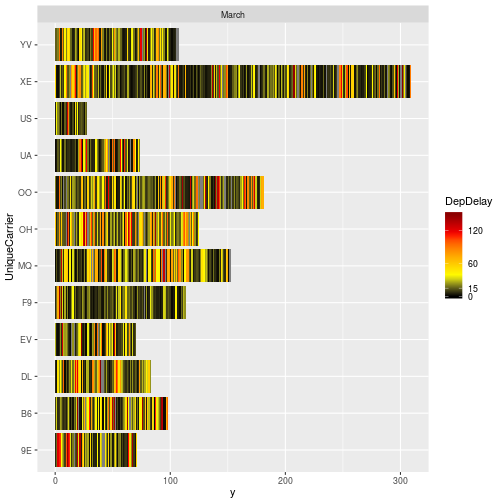 March
YV
XE
US
UA
OO
OH
MQ
F9
EV
DL
B6
9E
UniqueCarrier
0
100
200
300
y
DepDelay
120
60
15
0